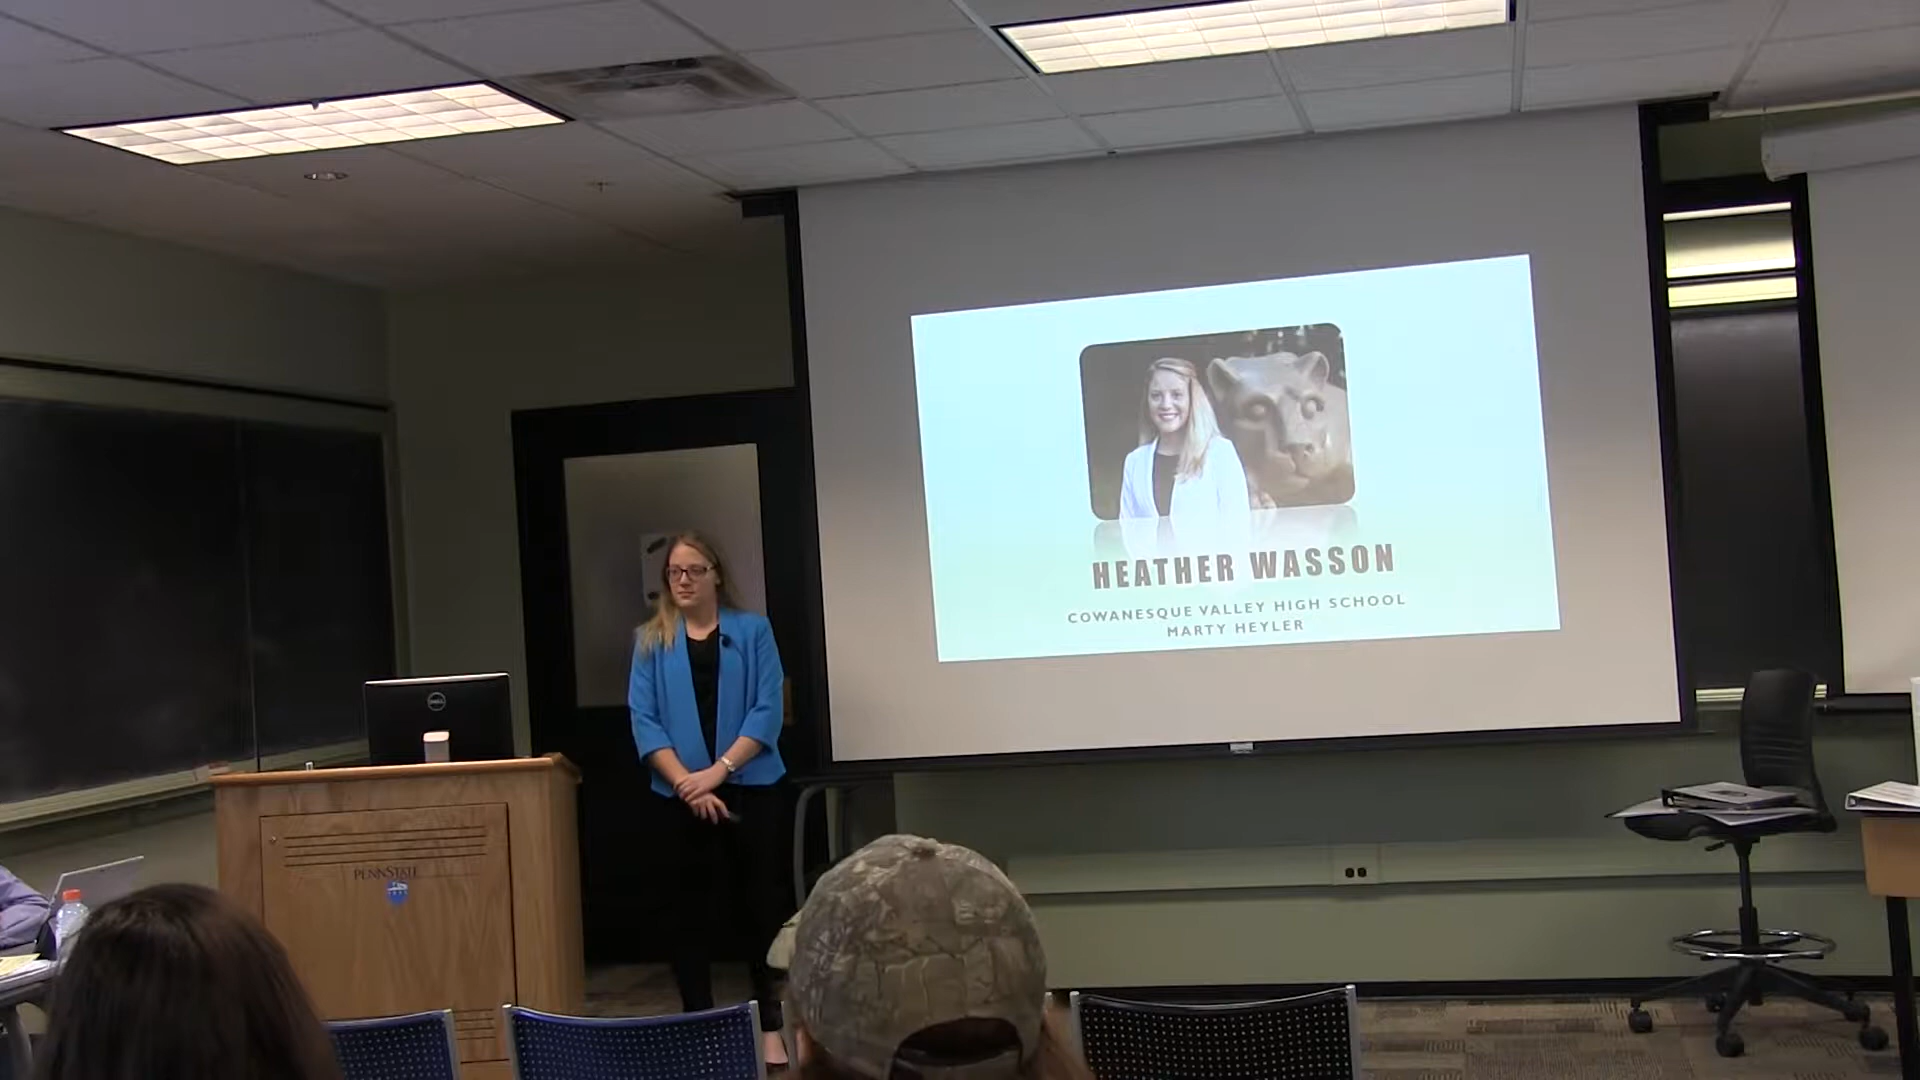 HEATHER WASSON
COWANESQUE VALLEY HIGH SCHOOL
MARTY HEYLER
DELL
PENNSTATE